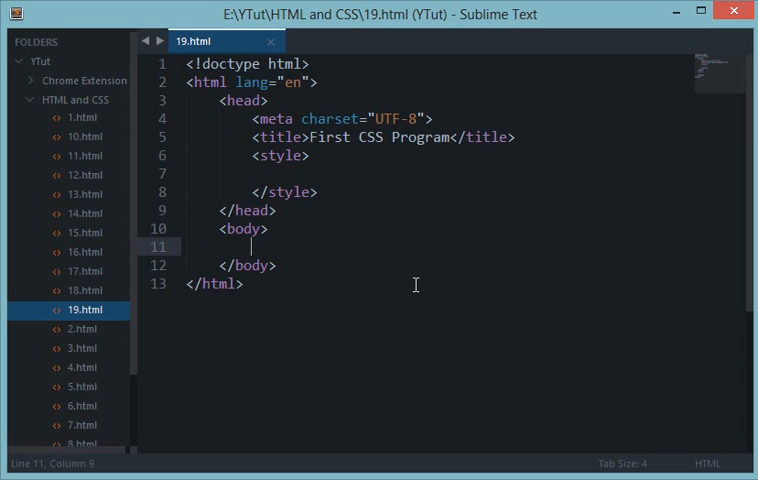 E:\YTut\HTML and CSS\19.html (YTut) - Sublime Text
FOLDERS
YTut
Chrome Extension
HTML and CSS
1.html
10.html
11.html
12.html
13.html
14.html
15.html
16.html
17.html
18.html
19.html
2.html
3.html
4.html
5.html
6.html
7.html
8.html
19.html
1 <!doctype html>
2 <html lang="en">
3 <head>
4 <meta charset="UTF-8">
5 <title>First CSS Program</title>
6 <style>
7
8 </style>
9 </head>
10 <body>
11
12 </body>
13 </html>
Line 11, Column 9
Tab Size: 4
HTML